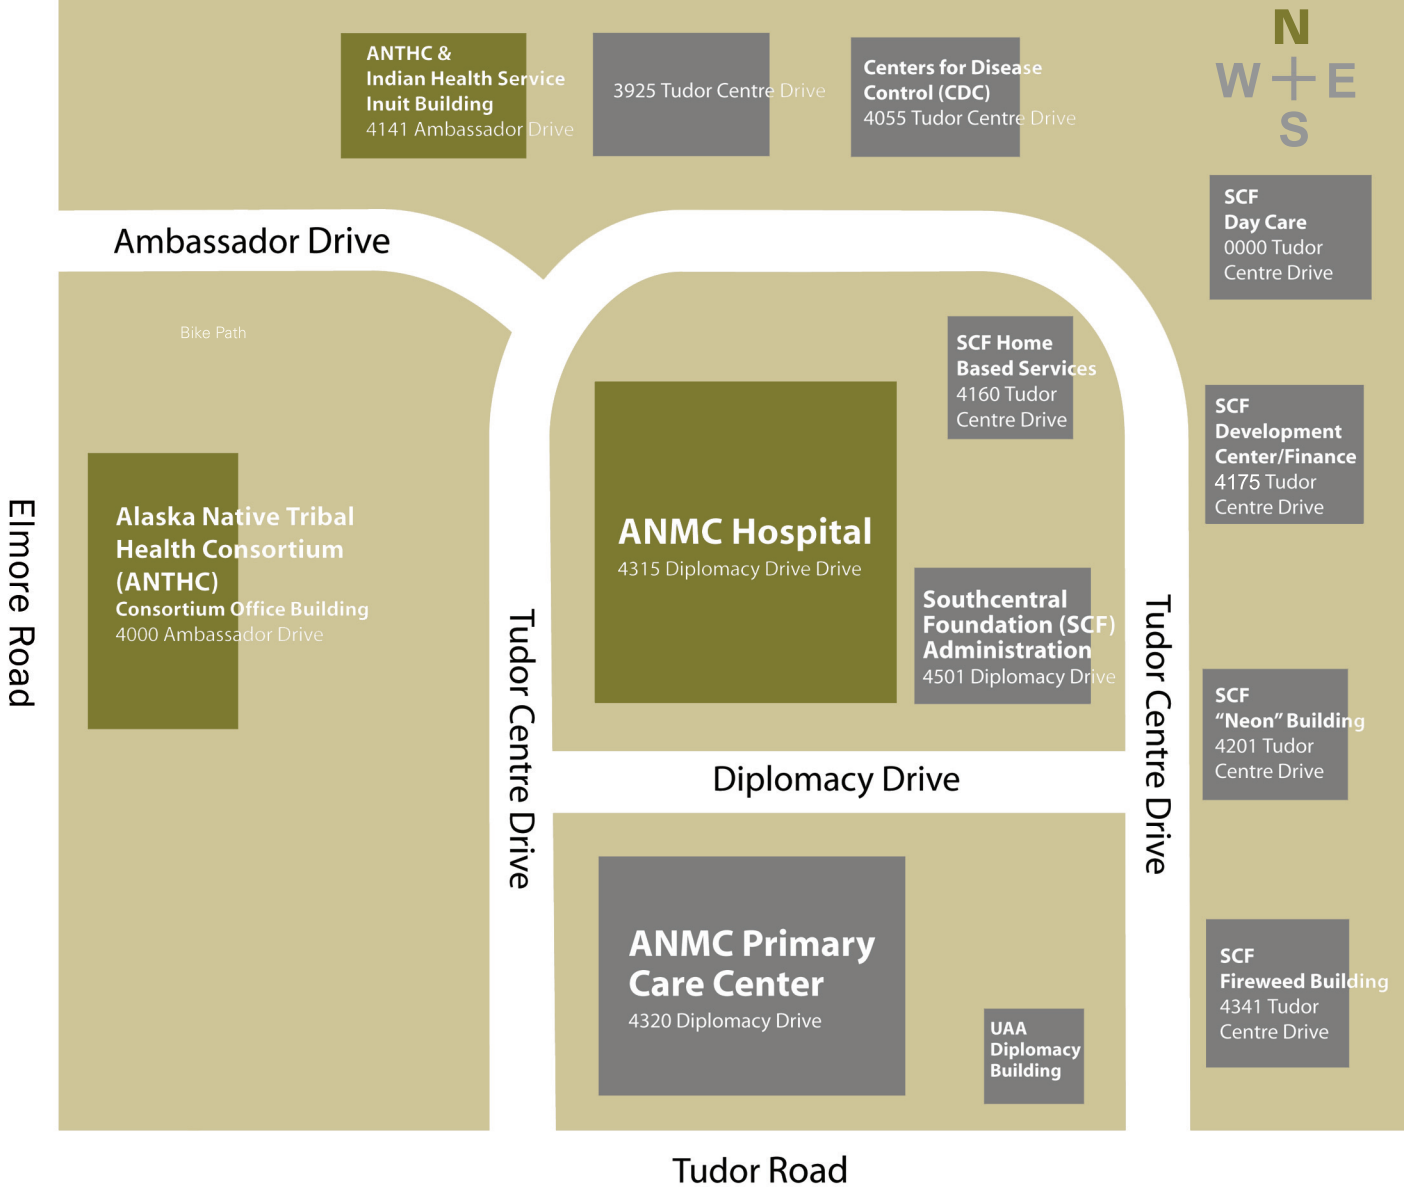 ANTHC &
Indian Health Service
Inuit Building
4141 Ambassador Drive
3925 Tudor Centre Drive
Centers for Disease
Control (CDC)
4055 Tudor Centre Drive
N
W E
S
SCF
Day Care
0000 Tudor
Centre Drive
Ambassador Drive
Bike Path
SCF Home
Based Services
4160 Tudor
Centre Drive
SCF
Development
Center/Finance
4175 Tudor
Centre Drive
Elmore Road
Alaska Native Tribal
Health Consortium
(ANTHC)
Consortium Office Building
4000 Ambassador Drive
ANMC Hospital
4315 Diplomacy Drive Drive
Southcentral
Foundation (SCF)
Administration
4501 Diplomacy Drive
Tudor Centre Drive
Tudor Centre Drive
SCF
“Neon” Building
4201 Tudor
Centre Drive
Diplomacy Drive
ANMC Primary
Care Center
4320 Diplomacy Drive
UAA
Diplomacy
Building
SCF
Fireweed Building
4341 Tudor
Centre Drive
Tudor Road